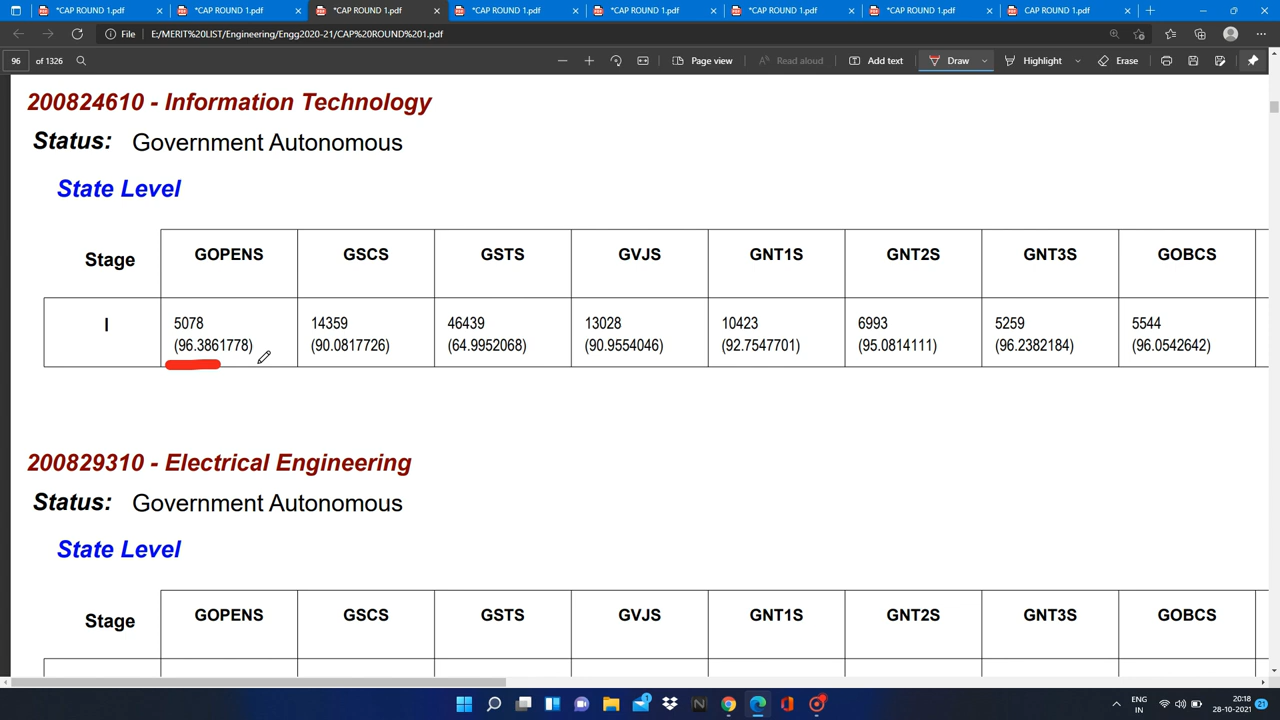 *CAP ROUND 1.pdf
*CAP ROUND 1.pdf
*CAP ROUND 1.pdf
*CAP ROUND 1.pdf
*CAP ROUND 1.pdf
*CAP ROUND 1.pdf
*CAP ROUND 1.pdf
CAP ROUND 1.pdf
File E:/MERIT%20LIST/Engineering/Engg2020-21/CAP%20ROUND%201.pdf
96 of 1326 Page view Read aloud Add text Draw Highlight Erase
200824610 - Information Technology
Status: Government Autonomous
State Level
Stage GOPENS GSCS GSTS GVJS GNT1S GNT2S GNT3S GOBCS
I 5078 14359 46439 13028 10423 6993 5259 5544
(96.3861778) (90.0817726) (64.9952068) (90.9554046) (92.7547701) (95.0814111) (96.2382184) (96.0542642)
200829310 - Electrical Engineering
Status: Government Autonomous
State Level
Stage GOPENS GSCS GSTS GVJS GNT1S GNT2S GNT3S GOBCS
ENG 20:18
IN 28-10-2021